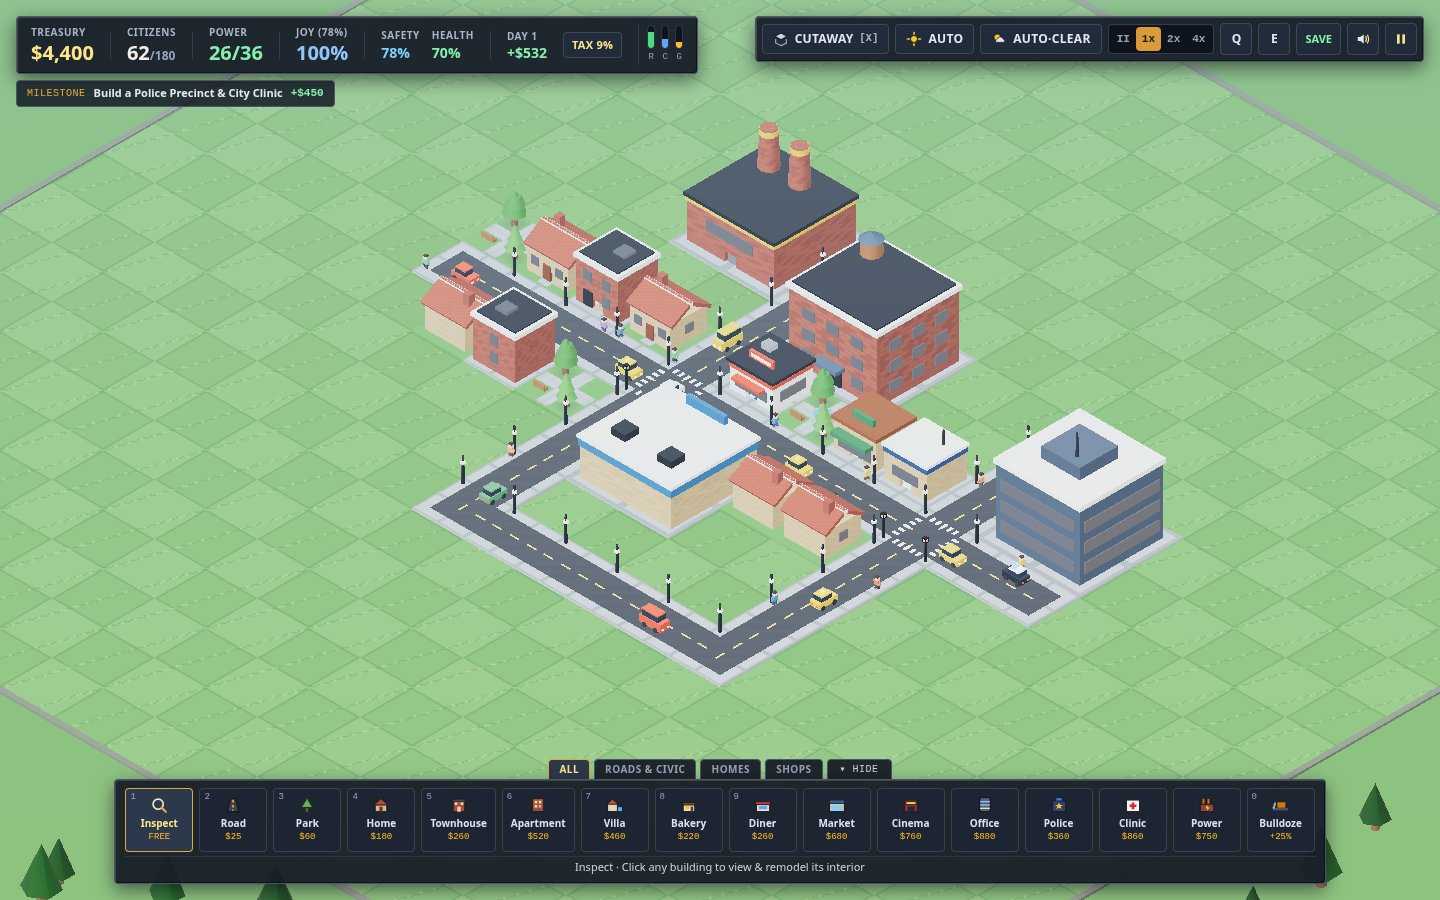 TREASURY
$4,400
CITIZENS
62/180
POWER
26/36
JOY (78%)
100%
SAFETY
78%
HEALTH
70%
DAY 1
+$532
TAX 9%
R C G
MILESTONE Build a Police Precinct & City Clinic +$450
CUTAWAY [X]
AUTO
AUTO-CLEAR
II 1x 2x 4x
Q
E
SAVE
ALL
ROADS & CIVIC
HOMES
SHOPS
▾ HIDE
1 Inspect FREE
2 Road $25
3 Park $60
4 Home $180
5 Townhouse $260
6 Apartment $520
7 Villa $460
8 Bakery $220
9 Diner $260
Market $680
Cinema $760
Office $880
Police $360
Clinic $860
Power $750
0 Bulldoze +25%
Inspect · Click any building to view & remodel its interior